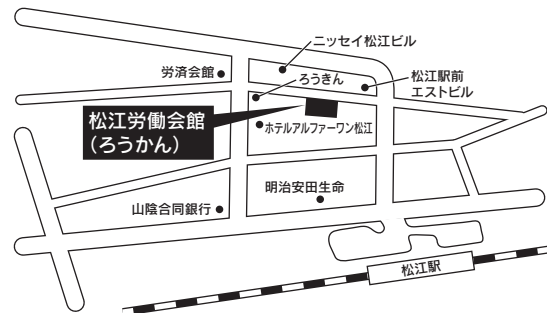 ニッセイ松江ビル
労済会館
ろうきん
松江駅前
エストビル
松江労働会館
(ろうかん)
ホテルアルファーワン松江
明治安田生命
山陰合同銀行
松江駅